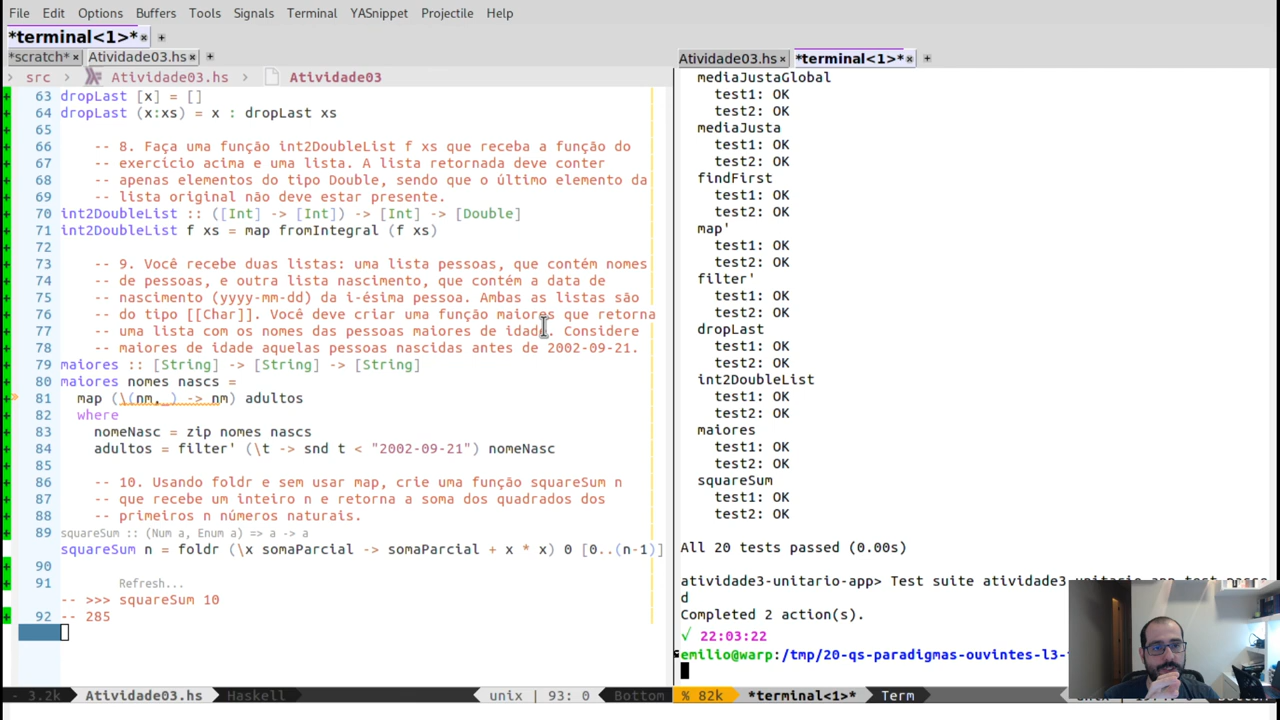 File Edit Options Buffers Tools Signals Terminal YASnippet Projectile Help
*terminal<1>*
*scratch* Atividade03.hs
src Atividade03.hs Atividade03
63 dropLast [x] = []
64 dropLast (x:xs) = x : dropLast xs
65
66 -- 8. Faça uma função int2DoubleList f xs que receba a função do
67 -- exercício acima e uma lista. A lista retornada deve conter
68 -- apenas elementos do tipo Double, sendo que o último elemento da
69 -- lista original não deve estar presente.
70 int2DoubleList :: ([Int] -> [Int]) -> [Int] -> [Double]
71 int2DoubleList f xs = map fromIntegral (f xs)
72
73 -- 9. Você recebe duas listas: uma lista pessoas, que contém nomes
74 -- de pessoas, e outra lista nascimento, que contém a data de
75 -- nascimento (yyyy-mm-dd) da i-ésima pessoa. Ambas as listas são
76 -- do tipo [[Char]]. Você deve criar uma função maiores que retorna
77 -- uma lista com os nomes das pessoas maiores de idade. Considere
78 -- maiores de idade aquelas pessoas nascidas antes de 2002-09-21.
79 maiores :: [String] -> [String] -> [String]
80 maiores nomes nascs =
81 map (\(nm,_) -> nm) adultos
82 where
83 nomeNasc = zip nomes nascs
84 adultos = filter' (\t -> snd t < "2002-09-21") nomeNasc
85
86 -- 10. Usando foldr e sem usar map, crie uma função squareSum n
87 -- que recebe um inteiro n e retorna a soma dos quadrados dos
88 -- primeiros n números naturais.
89 squareSum :: (Num a, Enum a) => a -> a
squareSum n = foldr (\x somaParcial -> somaParcial + x * x) 0 [0..(n-1)]
90
91 Refresh...
-- >>> squareSum 10
92 -- 285
- 3.2k Atividade03.hs Haskell unix | 93: 0 Bottom
Atividade03.hs *terminal<1>*
mediaJustaGlobal
test1: OK
test2: OK
mediaJusta
test1: OK
test2: OK
findFirst
test1: OK
test2: OK
map'
test1: OK
test2: OK
filter'
test1: OK
test2: OK
dropLast
test1: OK
test2: OK
int2DoubleList
test1: OK
test2: OK
maiores
test1: OK
test2: OK
squareSum
test1: OK
test2: OK
All 20 tests passed (0.00s)
atividade3-unitario-app> Test suite
d
Completed 2 action(s).
√ 22:03:22
emilio@warp:/tmp/20-qs-paradigmas-ouvintes-l3-
% 82k *terminal<1>* Term